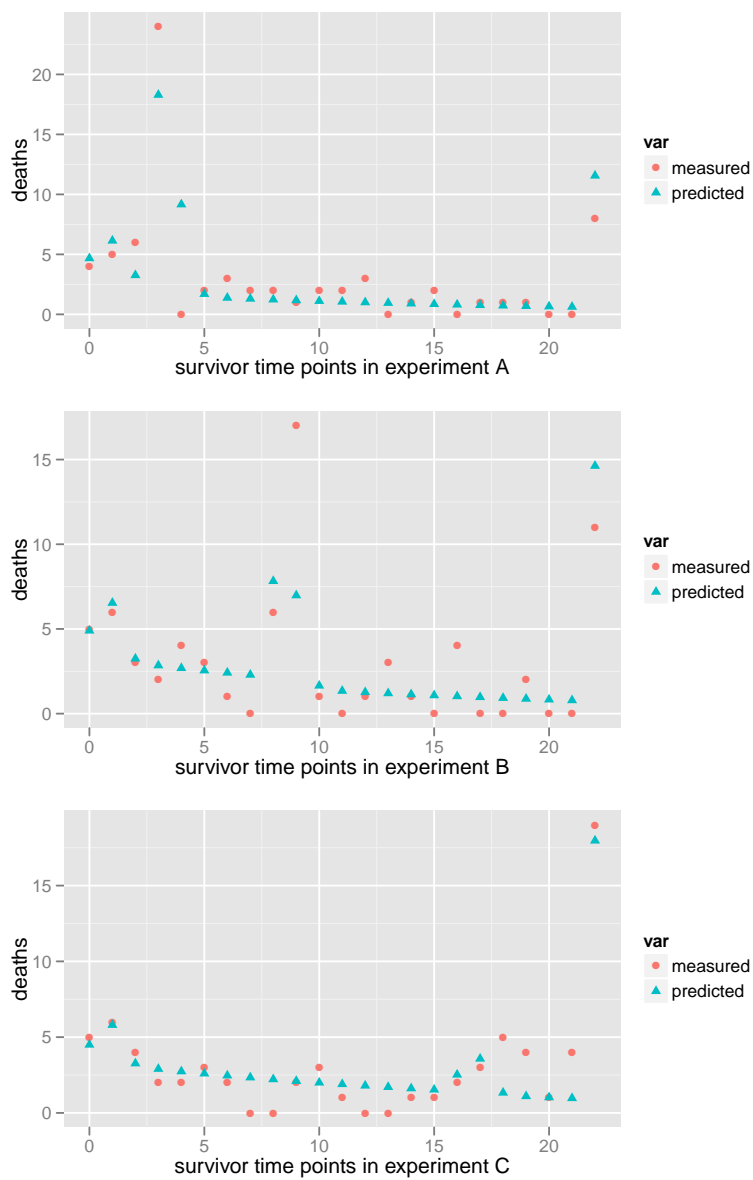 deaths
20
15
10
5
0
0 5 10 15 20
survivor time points in experiment A
var
measured
predicted
deaths
15
10
5
0
0 5 10 15 20
survivor time points in experiment B
var
measured
predicted
deaths
15
10
5
0
0 5 10 15 20
survivor time points in experiment C
var
measured
predicted